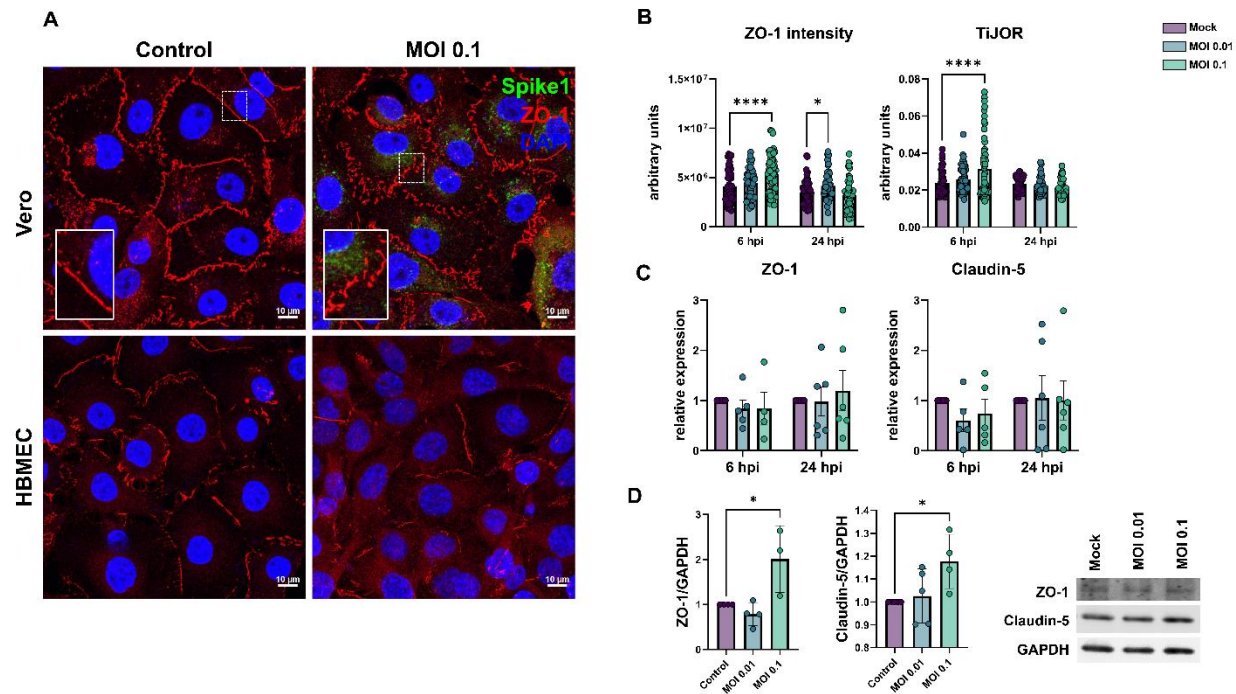 A
Control
MOI 0.1
Vero
Spike1
ZO-1
DAPI
10 µm
10 µm
HBMEC
10 µm
10 µm
B
ZO-1 intensity
TiJOR
Mock
MOI 0.01
MOI 0.1
arbitrary units
1.5×10⁷
1×10⁷
5×10⁶
0
****
*
6 hpi
24 hpi
arbitrary units
0.08
0.06
0.04
0.02
0.00
****
6 hpi
24 hpi
C
ZO-1
Claudin-5
relative expression
3
2
1
0
6 hpi
24 hpi
relative expression
3
2
1
0
6 hpi
24 hpi
D
ZO-1/GAPDH
3
2
1
0
*
Control
MOI 0.01
MOI 0.1
Claudin-5/GAPDH
1.4
1.3
1.2
1.1
1.0
0.9
0.8
*
Control
MOI 0.01
MOI 0.1
Mock
MOI 0.01
MOI 0.1
ZO-1
Claudin-5
GAPDH